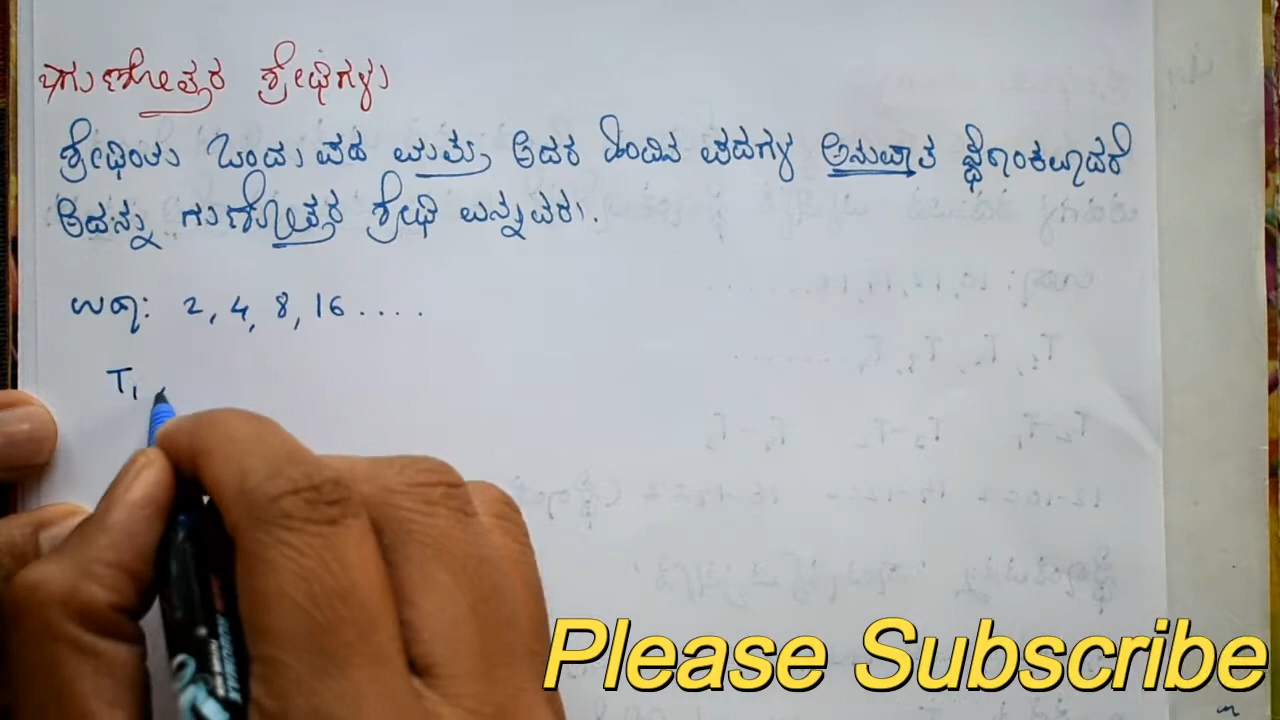 ಗುಣೋತ್ತರ ಶ್ರೇಢಿಗಳು
ಶ್ರೇಢಿಯು ಒಂದು ಪದ ಮತ್ತು ಅದರ ಹಿಂದಿನ ಪದಗಳ ಅನುಪಾತ ಸ್ಥಿರಾಂಕವಾದರೆ
ಅದನ್ನು ಗುಣೋತ್ತರ ಶ್ರೇಢಿ ಎನ್ನುವರು.
ಉದಾ: 2, 4, 8, 16 ....
T₁
Please Subscribe